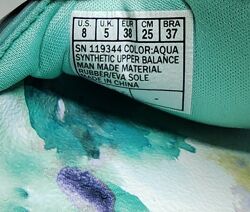 U.S. U.K. EUR CM BRA
8 5 38 25 37
SN 119344 COLOR:AQUA
SYNTHETIC UPPER BALANCE
MAN MADE MATERIAL
RUBBER/EVA SOLE
MADE IN CHINA